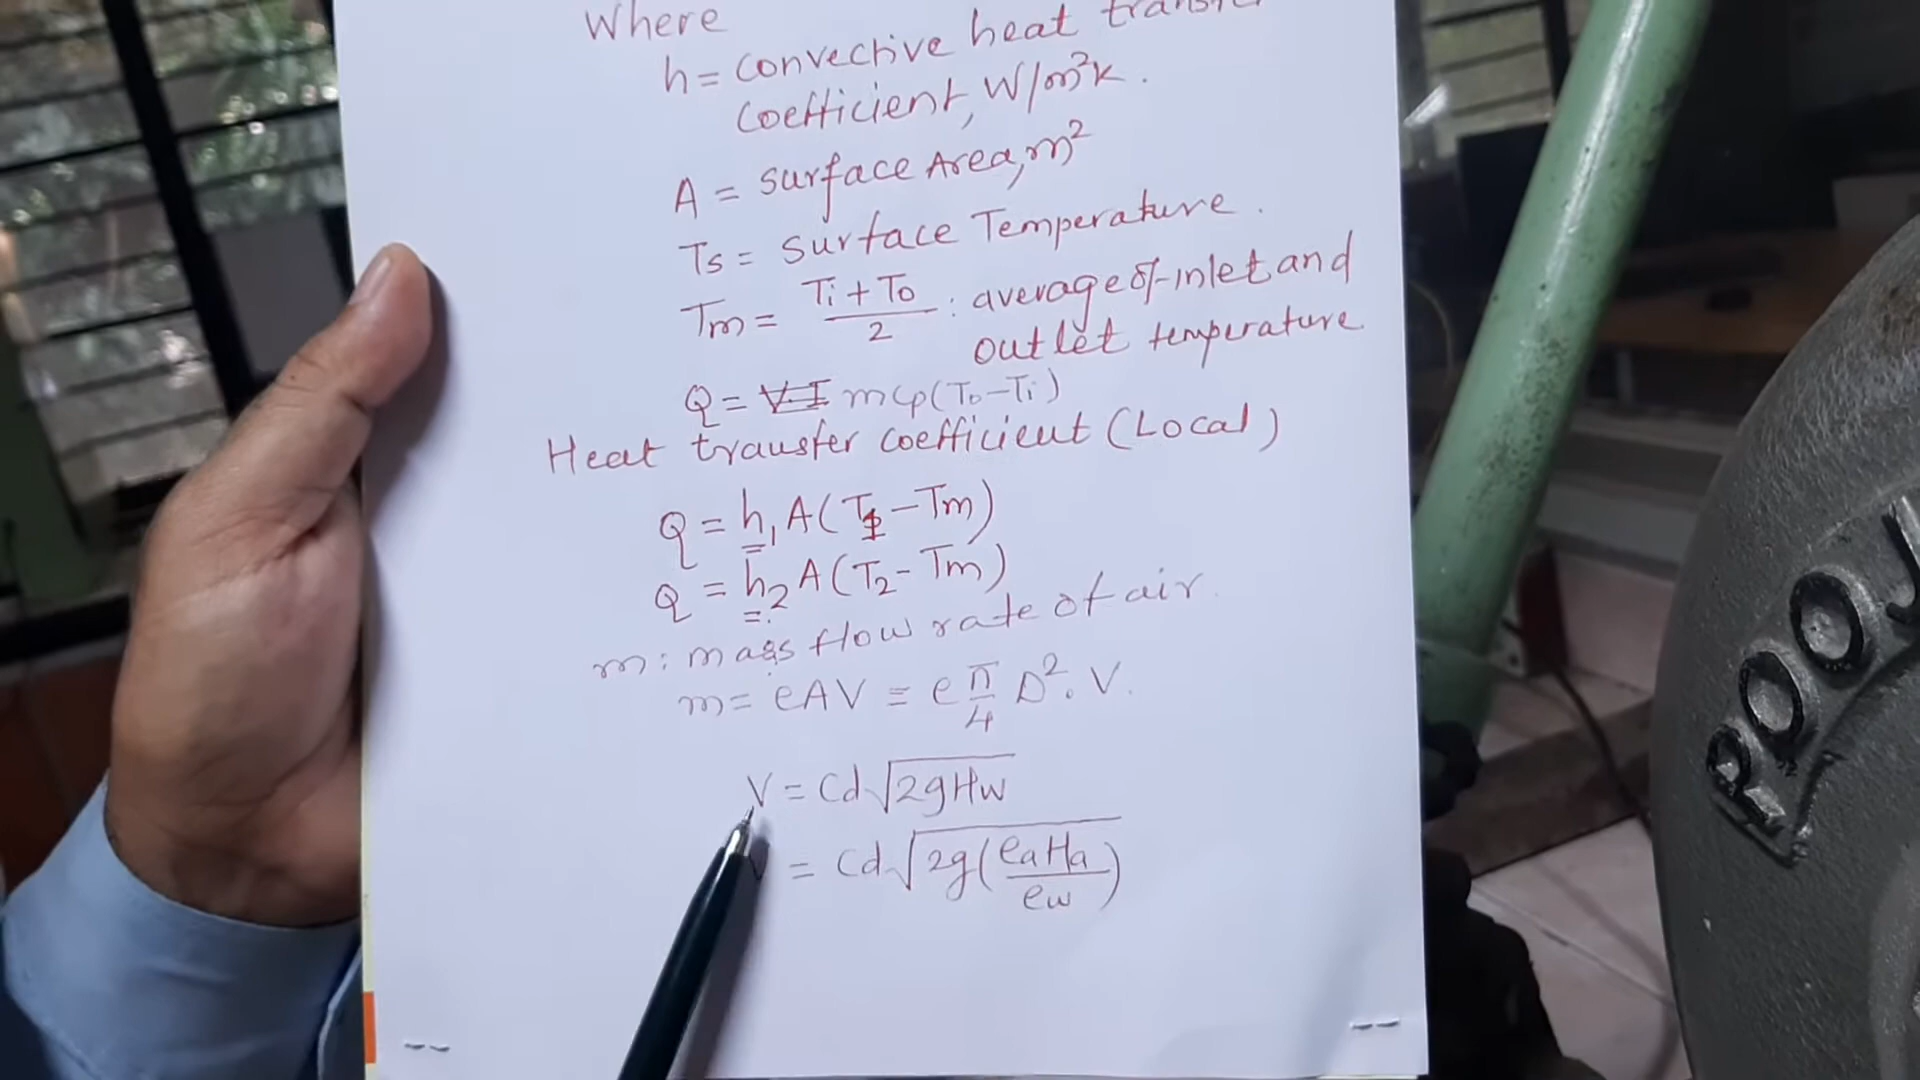 Where
h = convective heat transfer
coefficient, W/m²k.
A = surface Area, m²
Ts = surface Temperature.
Tm = Ti + To / 2 : average of inlet and
outlet temperature
Q = V I mcp(To - Ti)
Heat transfer coefficient (Local)
Q = h1 A (T1 - Tm)
Q = h2 A (T2 - Tm)
m : mass flow rate of air.
m = ρAV = ρ π/4 D². V.
V = Cd √2gHw
= Cd √2g(ρaHa / ρw)